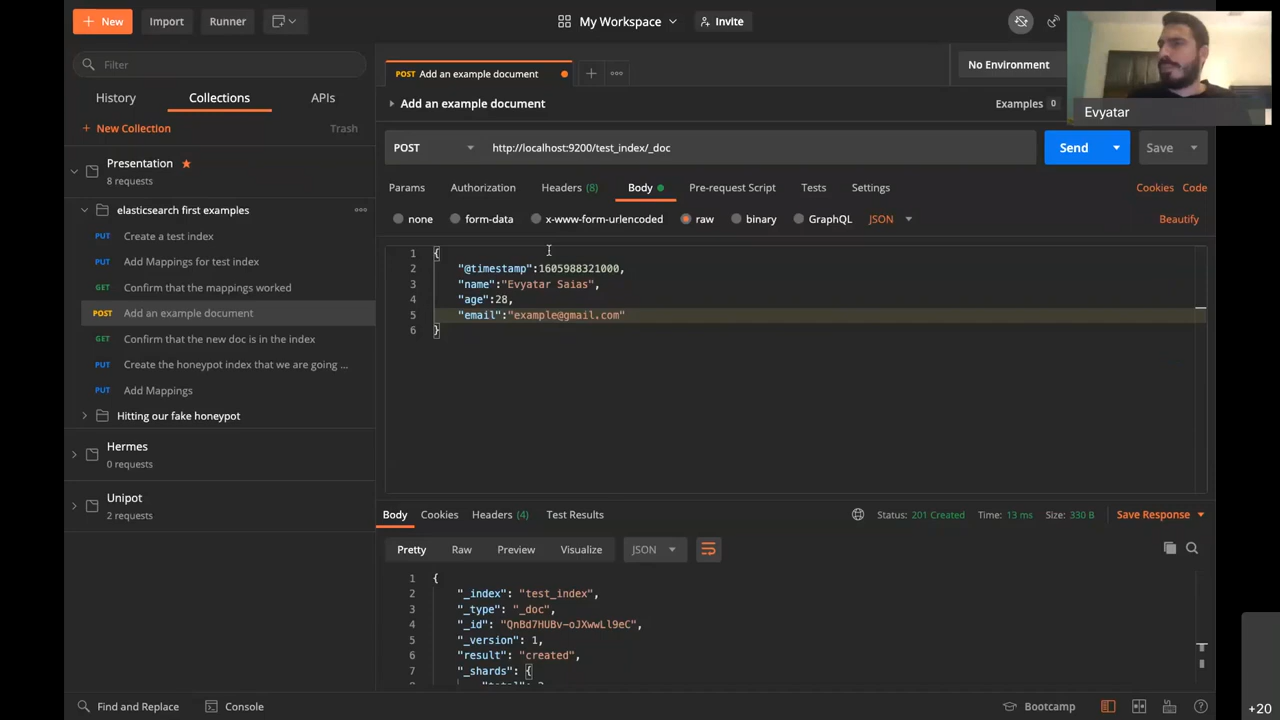 New
Import
Runner
My Workspace
Invite
Filter
History
Collections
APIs
New Collection
Trash
Presentation
8 requests
elasticsearch first examples
PUT Create a test index
PUT Add Mappings for test index
GET Confirm that the mappings worked
POST Add an example document
GET Confirm that the new doc is in the index
PUT Create the honeypot index that we are going ...
PUT Add Mappings
Hitting our fake honeypot
Hermes
0 requests
Unipot
2 requests
POST Add an example document
No Environment
Evyatar
Add an example document
Examples 0
POST http://localhost:9200/test_index/_doc
Send
Save
Params Authorization Headers (8) Body Pre-request Script Tests Settings
Cookies Code
none form-data x-www-form-urlencoded raw binary GraphQL JSON
Beautify
1 {
2 "@timestamp":1605988321000,
3 "name":"Evyatar Saias",
4 "age":28,
5 "email":"example@gmail.com"
6 }
Body Cookies Headers (4) Test Results
Status: 201 Created Time: 13 ms Size: 330 B Save Response
Pretty Raw Preview Visualize JSON
1 {
2 "_index": "test_index",
3 "_type": "_doc",
4 "_id": "QnBd7HUBv-oJXwwLl9eC",
5 "_version": 1,
6 "result": "created",
7 "_shards": {
Find and Replace
Console
Bootcamp
+20